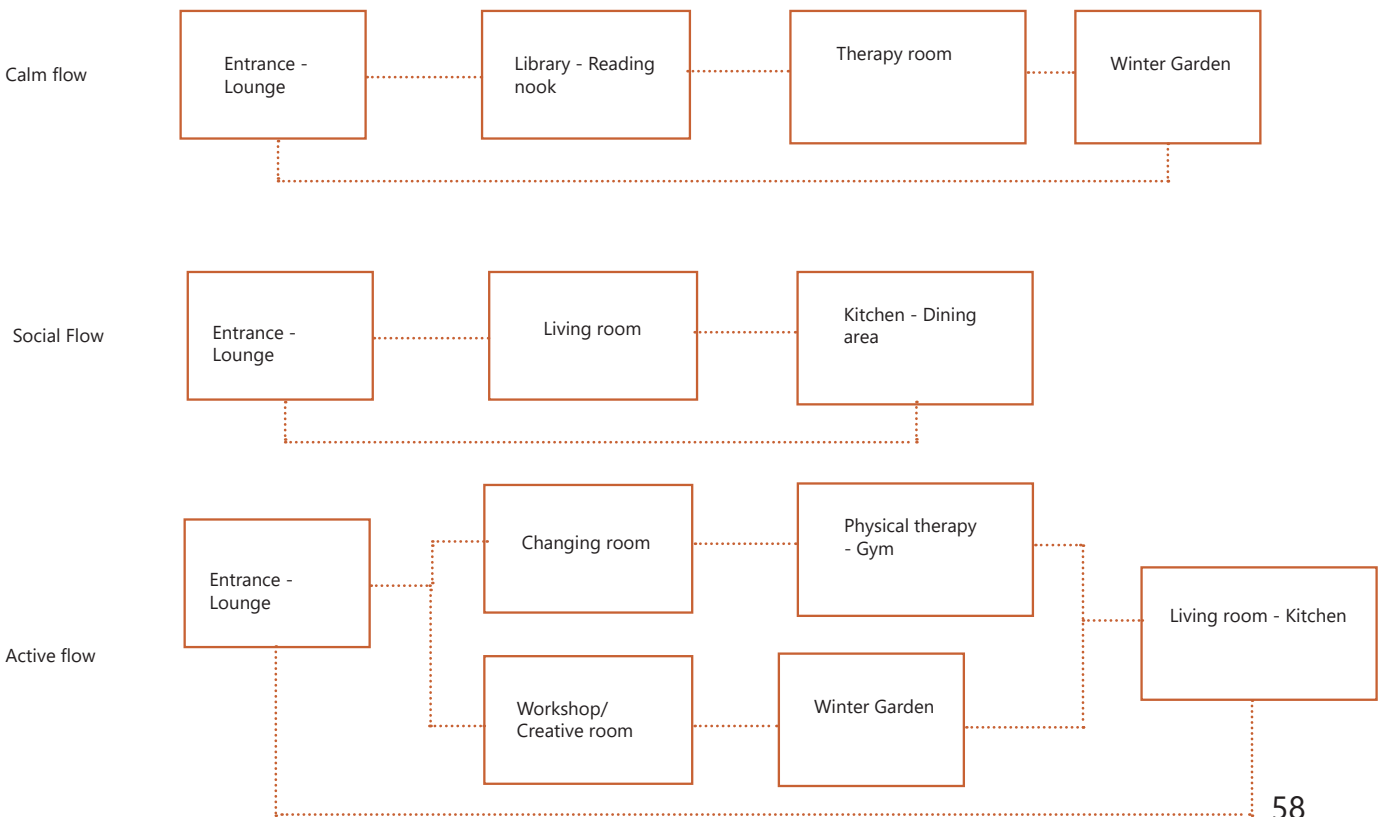 Calm flow
Entrance -
Lounge
Library - Reading
nook
Therapy room
Winter Garden
Social Flow
Entrance -
Lounge
Living room
Kitchen - Dining
area
Active flow
Entrance -
Lounge
Changing room
Physical therapy
- Gym
Workshop/
Creative room
Winter Garden
Living room - Kitchen
58